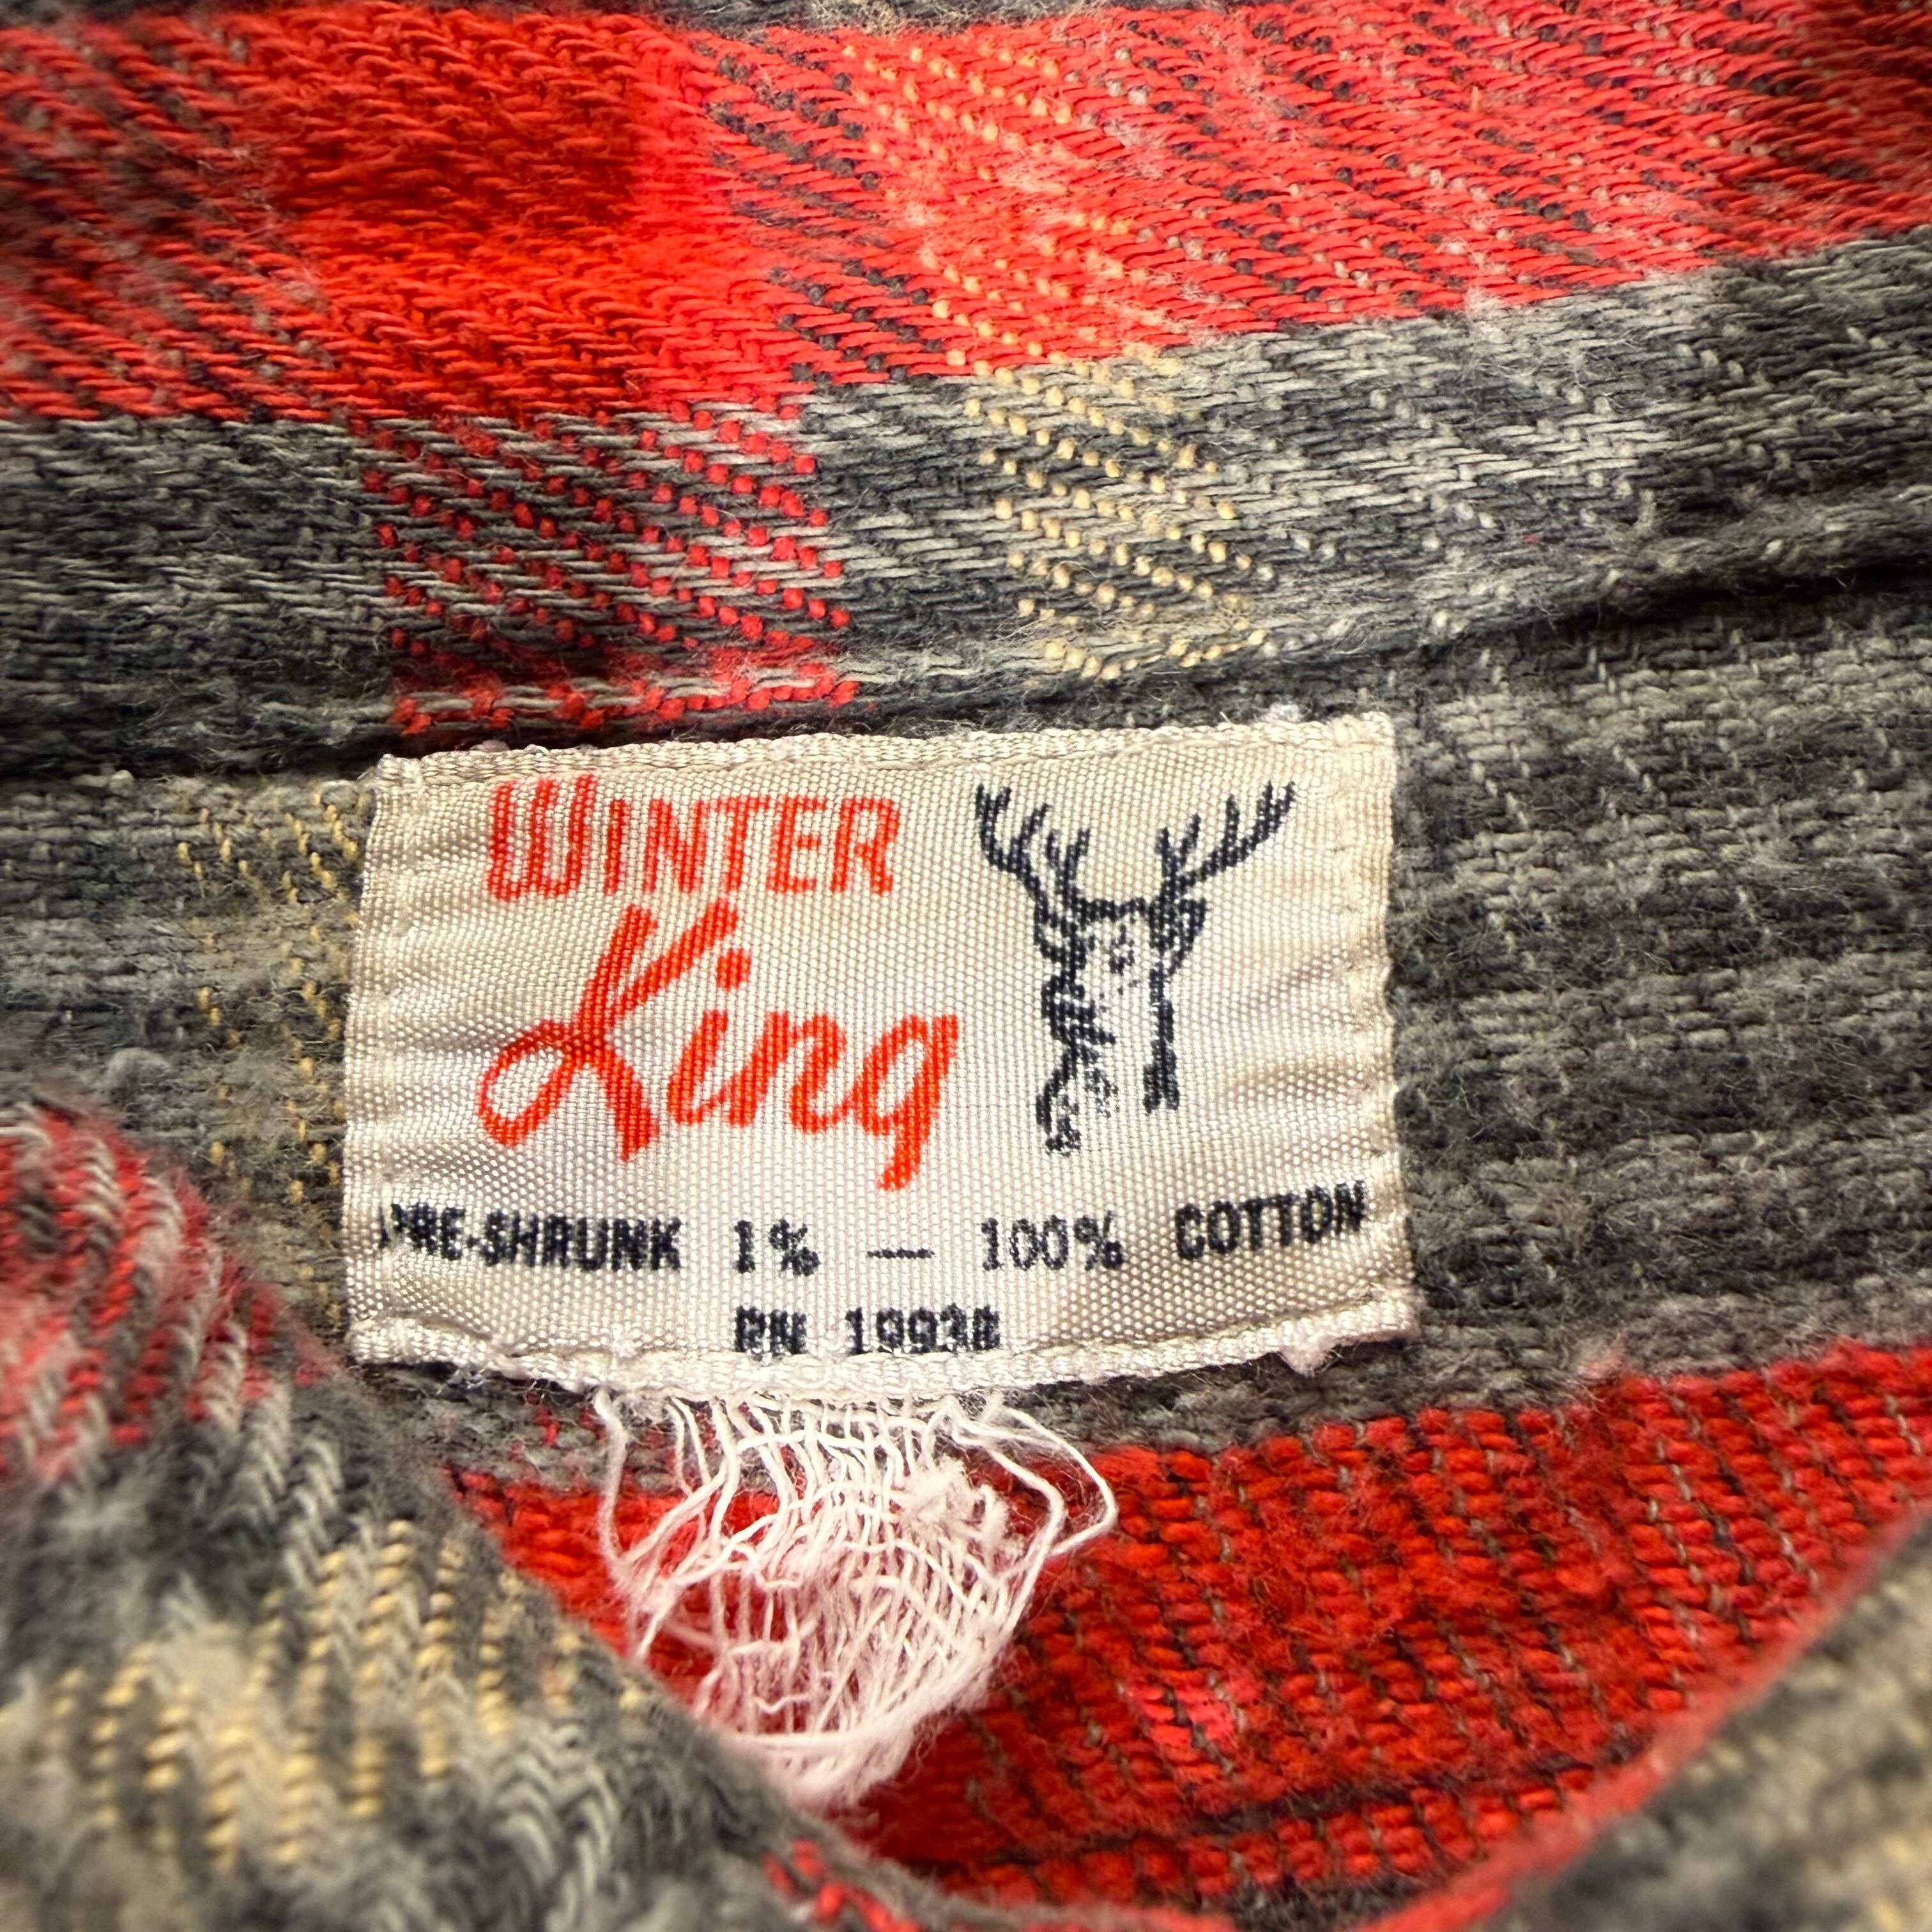 WINTER
King
PRE-SHRUNK 1% — 100% COTTON
RN 19938